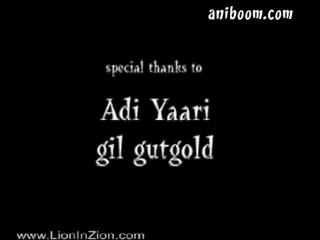 aniboom.com
special thanks to
Adi Yaari
gil gutgold
www.LionInZion.com